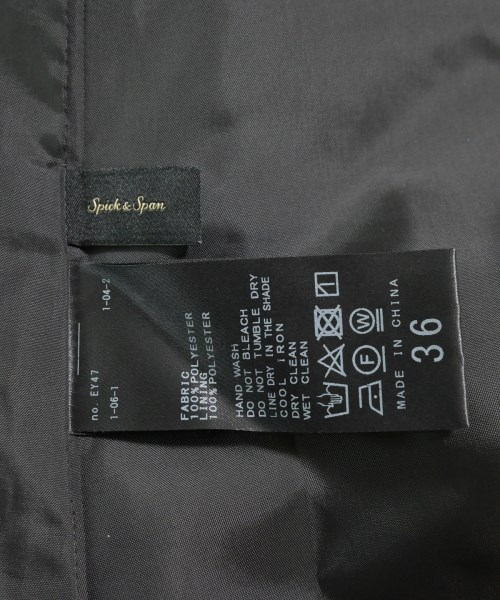 Spick & Span
no. EY47
1-06-1
1-04-2
FABRIC
100%POLYESTER
LINING
100%POLYESTER
HAND WASH
DO NOT BLEACH
DO NOT TUMBLE DRY
LINE DRY IN THE SHADE
COOL IRON
DRY CLEAN
WET CLEAN
F W
MADE IN CHINA
36